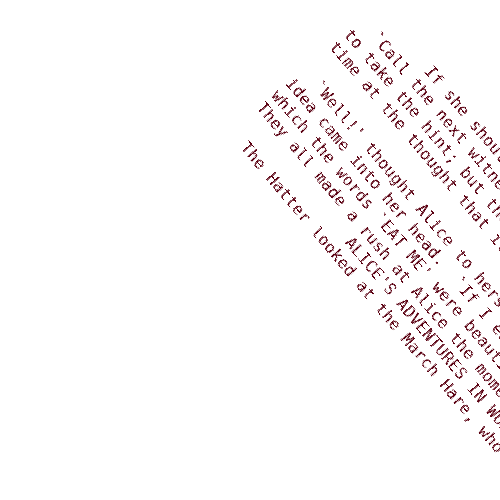 If she shou
`Call the next witne
to take the hint; but th
time at the thought that i
`Well!' thought Alice to hers
idea came into her head. `If I e
which the words `EAT ME' were beauti
They all made a rush at Alice the mome
ALICE'S ADVENTURES IN WO
The Hatter looked at the March Hare, who